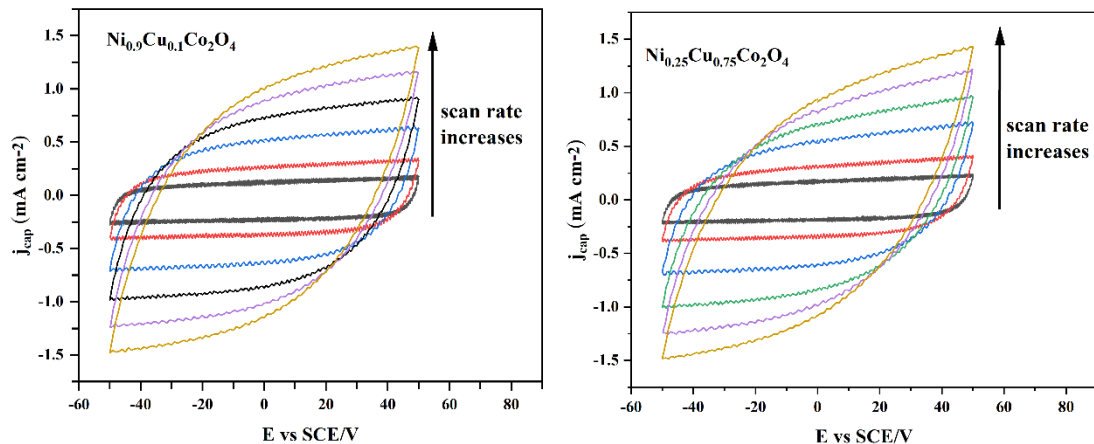 Ni0.9Cu0.1Co2O4
scan rate
increases
1.5
1.0
0.5
0.0
-0.5
-1.0
-1.5
jcap (mA cm-2)
-60 -40 -20 0 20 40 60 80
E vs SCE/V
Ni0.25Cu0.75Co2O4
scan rate
increases
1.5
1.0
0.5
0.0
-0.5
-1.0
-1.5
jcap (mA cm-2)
-60 -40 -20 0 20 40 60 80
E vs SCE/V